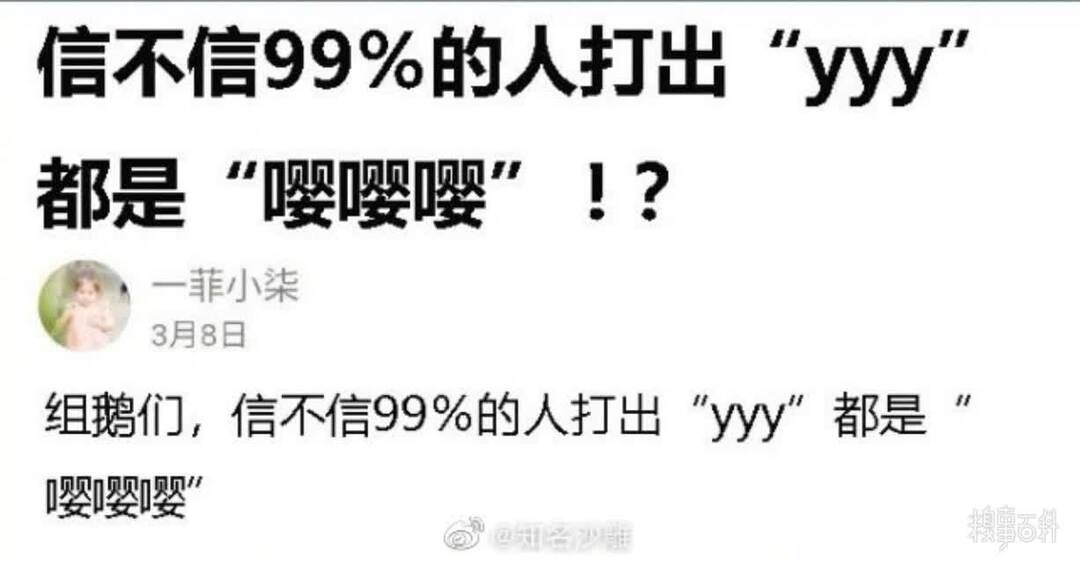 信不信99%的人打出“yyy”
都是“嘤嘤嘤”！？
一菲小柒
3月8日
组鹅们，信不信99%的人打出“yyy”都是“
嘤嘤嘤”
@知名沙雕
糗事百科